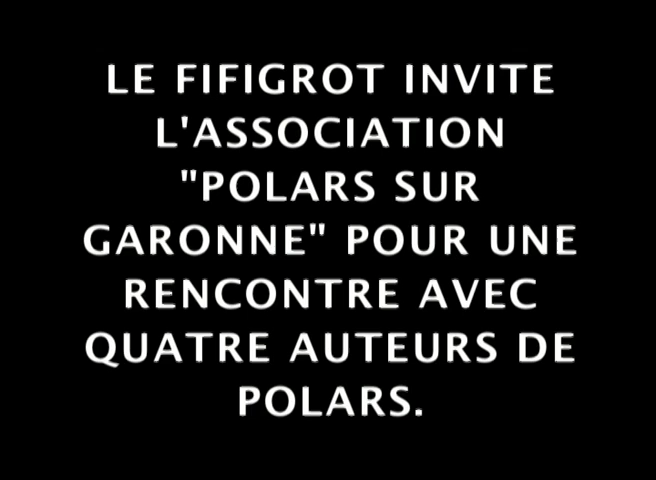 LE FIFIGROT INVITE
L'ASSOCIATION
"POLARS SUR
GARONNE" POUR UNE
RENCONTRE AVEC
QUATRE AUTEURS DE
POLARS.